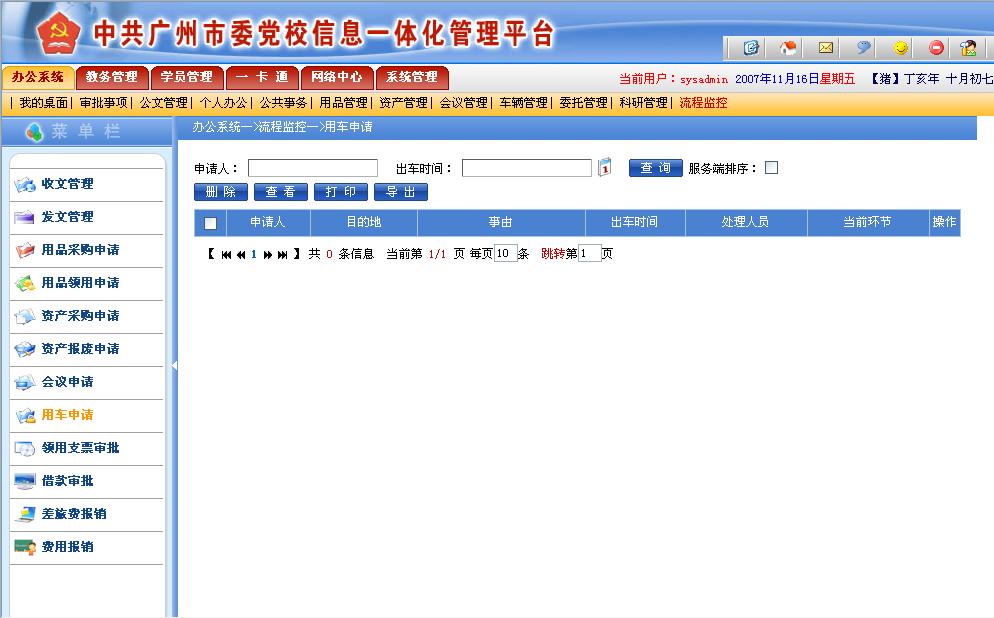 中共广州市委党校信息一体化管理平台
办公系统 教务管理 学员管理 一 卡 通 网络中心 系统管理
当前用户：sysadmin 2007年11月16日星期五 【猪】丁亥年 十月初七
| 我的桌面| 审批事项| 公文管理| 个人办公| 公共事务| 用品管理| 资产管理| 会议管理| 车辆管理| 委托管理| 科研管理| 流程监控
菜 单 栏
办公系统—>流程监控—>用车申请
收文管理
发文管理
用品采购申请
用品领用申请
资产采购申请
资产报废申请
会议申请
用车申请
领用支票审批
借款审批
差旅费报销
费用报销
申请人： 出车时间： 1 查 询 服务端排序：
删 除 查 看 打 印 导 出
申请人 目的地 事由 出车时间 处理人员 当前环节 操作
【 1 】 共 0 条信息 当前第 1/1 页 每页 10 条 跳转第 1 页